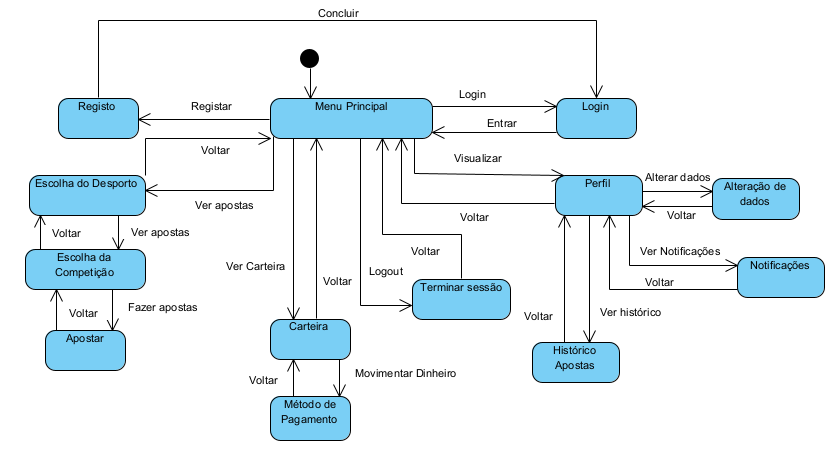 Concluir
Registo
Registar
Menu Principal
Login
Login
Entrar
Voltar
Visualizar
Escolha do Desporto
Ver apostas
Perfil
Alterar dados
Alteração de
dados
Voltar
Voltar
Voltar
Ver apostas
Ver Notificações
Voltar
Escolha da
Competição
Ver Carteira
Logout
Voltar
Terminar sessão
Notificações
Voltar
Voltar
Fazer apostas
Voltar
Ver histórico
Apostar
Carteira
Histórico
Apostas
Voltar
Movimentar Dinheiro
Método de
Pagamento